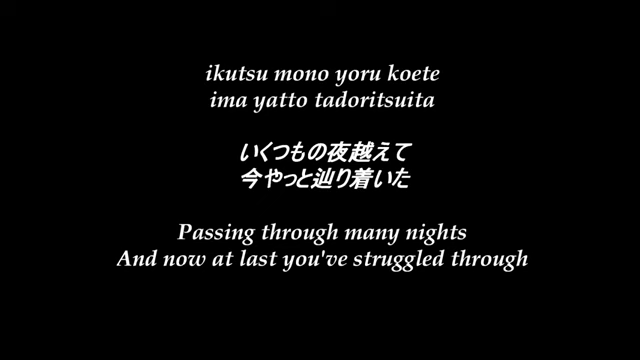 ikutsu mono yoru koete
ima yatto tadoritsuita
いくつもの夜越えて
今やっと辿り着いた
Passing through many nights
And now at last you've struggled through